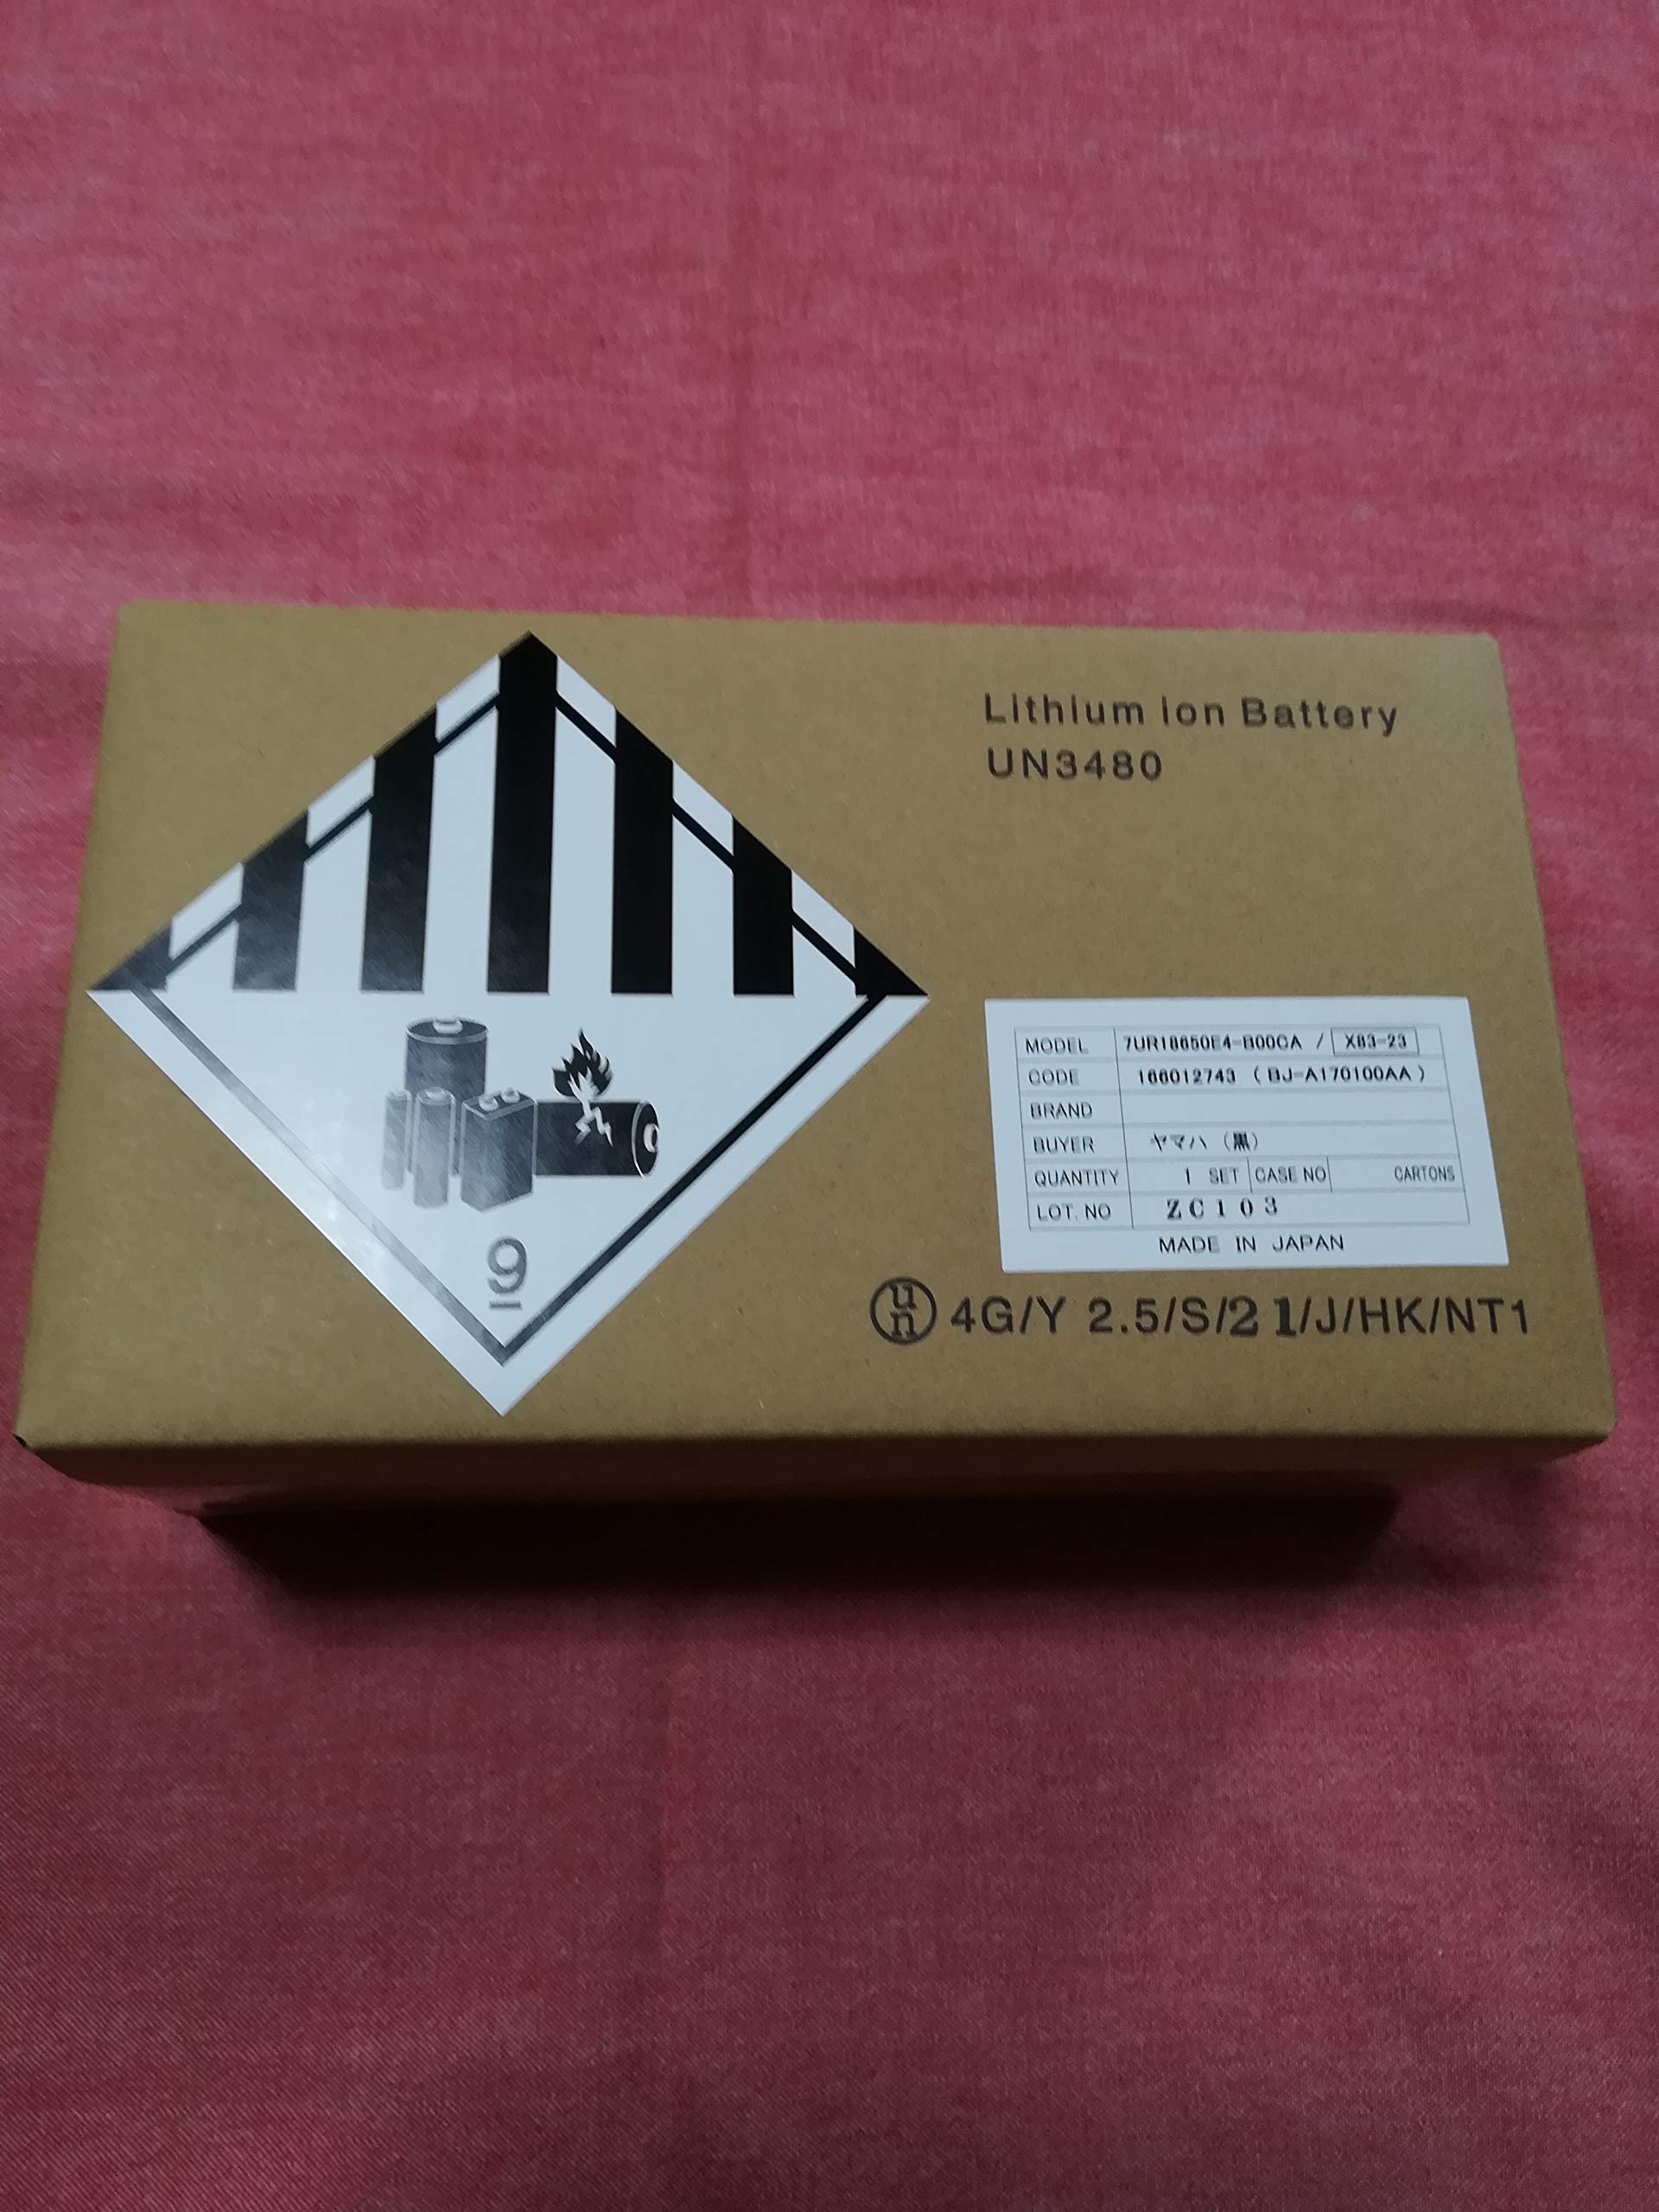 Lithium Ion Battery
UN3480
MODEL 7UR18650E4-B00CA / X83-23
CODE 166012743 ( BJ-A170100AA )
BRAND
BUYER ヤマハ (黒)
QUANTITY 1 SET CASE NO CARTONS
LOT. NO ZC103
MADE IN JAPAN
9
un 4G/Y 2.5/S/21/J/HK/NT1